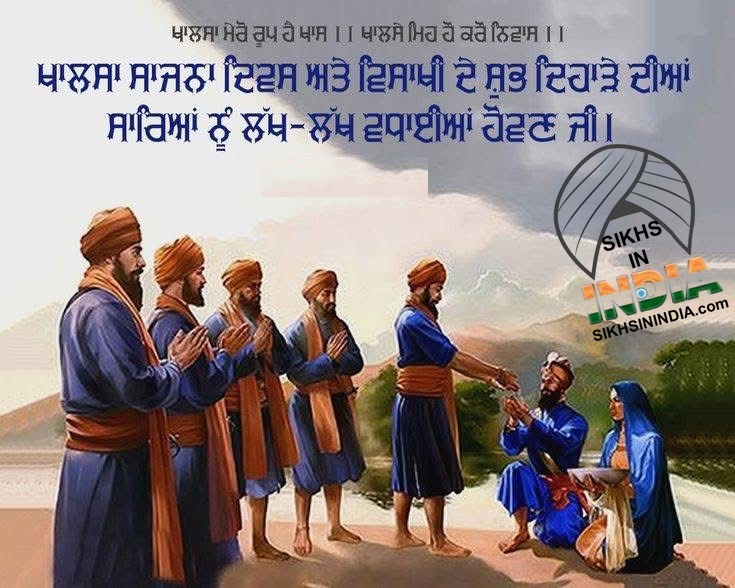 ਖਾਲਸਾ ਮੇਰੋ ਰੂਪ ਹੈ ਖਾਸ ।। ਖਾਲਸੇ ਮਿਹ ਹੌ ਕਰੌ ਨਿਵਾਸ ।।
ਖਾਲਸਾ ਸਾਜਨਾ ਦਿਵਸ ਅਤੇ ਵਿਸਾਖੀ ਦੇ ਸ਼ੁਭ ਦਿਹਾੜੇ ਦੀਆਂ
ਸਾਰਿਆਂ ਨੂੰ ਲੱਖ-ਲੱਖ ਵਧਾਈਆਂ ਹੋਵਣ ਜੀ।
SIKHS
IN
INDIA
SIKHSININDIA.com